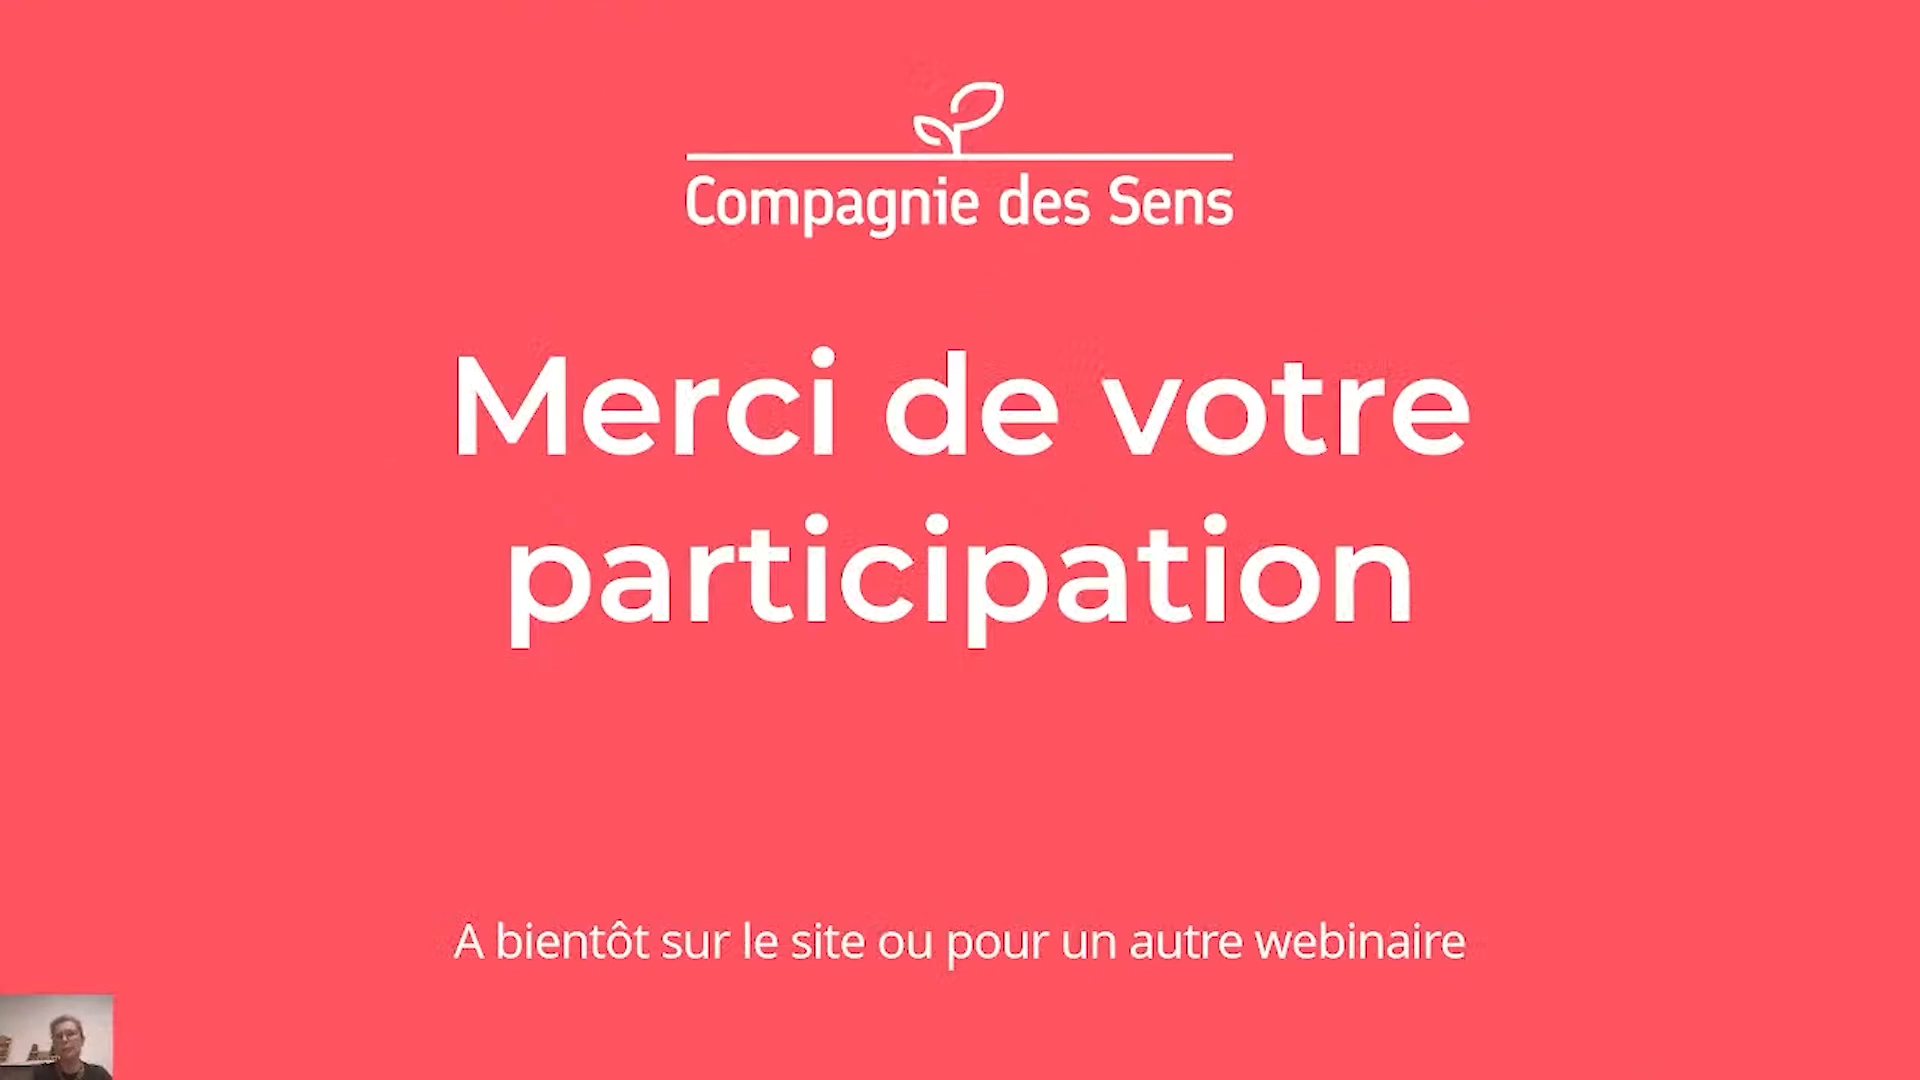 Compagnie des Sens
Merci de votre
participation
A bientôt sur le site ou pour un autre webinaire